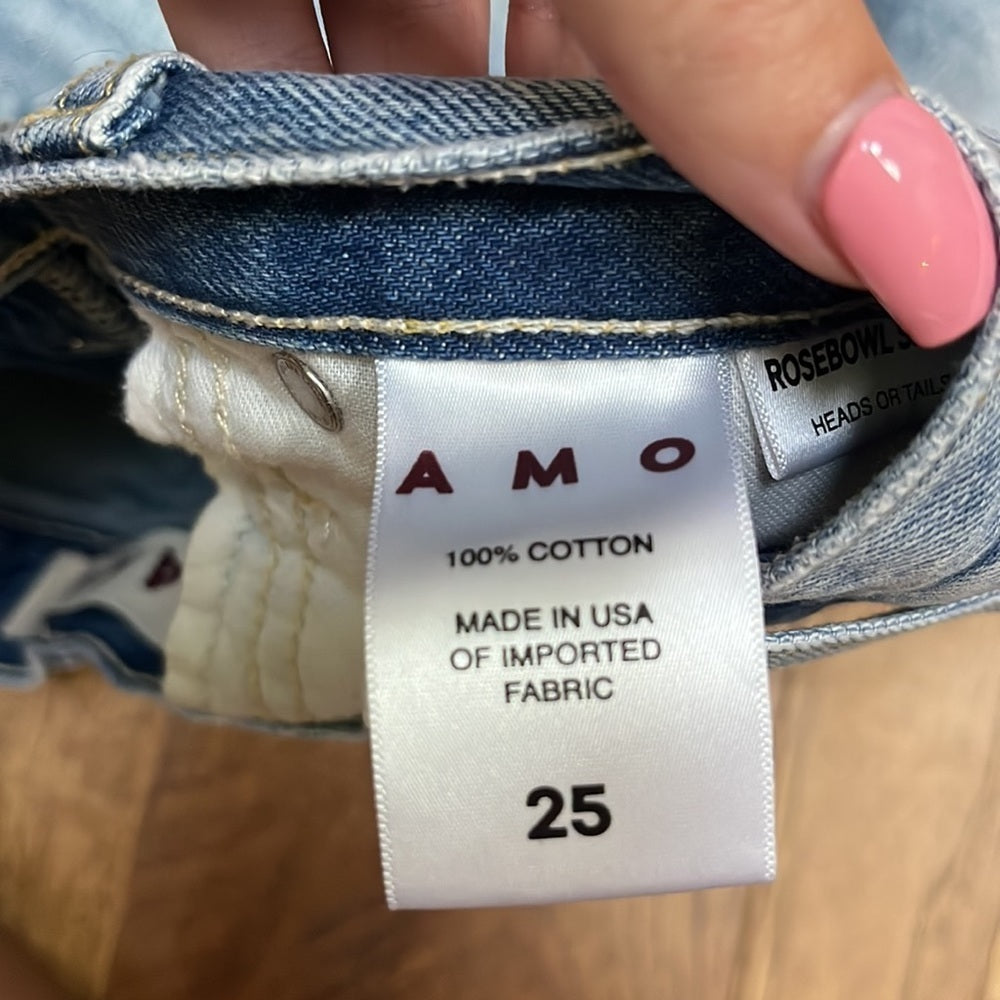 AMO
100% COTTON
MADE IN USA
OF IMPORTED
FABRIC
25
ROSEBOWL
HEADS OR TAILS